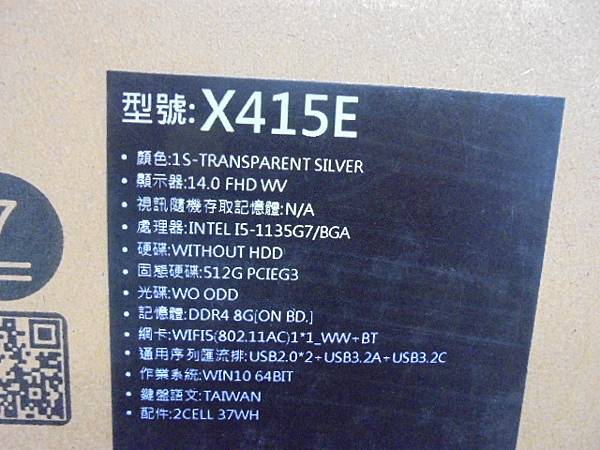 型號:X415E
• 顏色:1S-TRANSPARENT SILVER
• 顯示器:14.0 FHD WV
• 視訊隨機存取記憶體:N/A
• 處理器:INTEL I5-1135G7/BGA
• 硬碟:WITHOUT HDD
• 固態硬碟:512G PCIEG3
• 光碟:WO ODD
• 記憶體:DDR4 8G[ON BD.]
• 網卡:WIFI5(802.11AC)1*1_WW+BT
• 通用序列匯流排:USB2.0*2+USB3.2A+USB3.2C
• 作業系統:WIN10 64BIT
• 鍵盤語文:TAIWAN
• 配件:2CELL 37WH
7